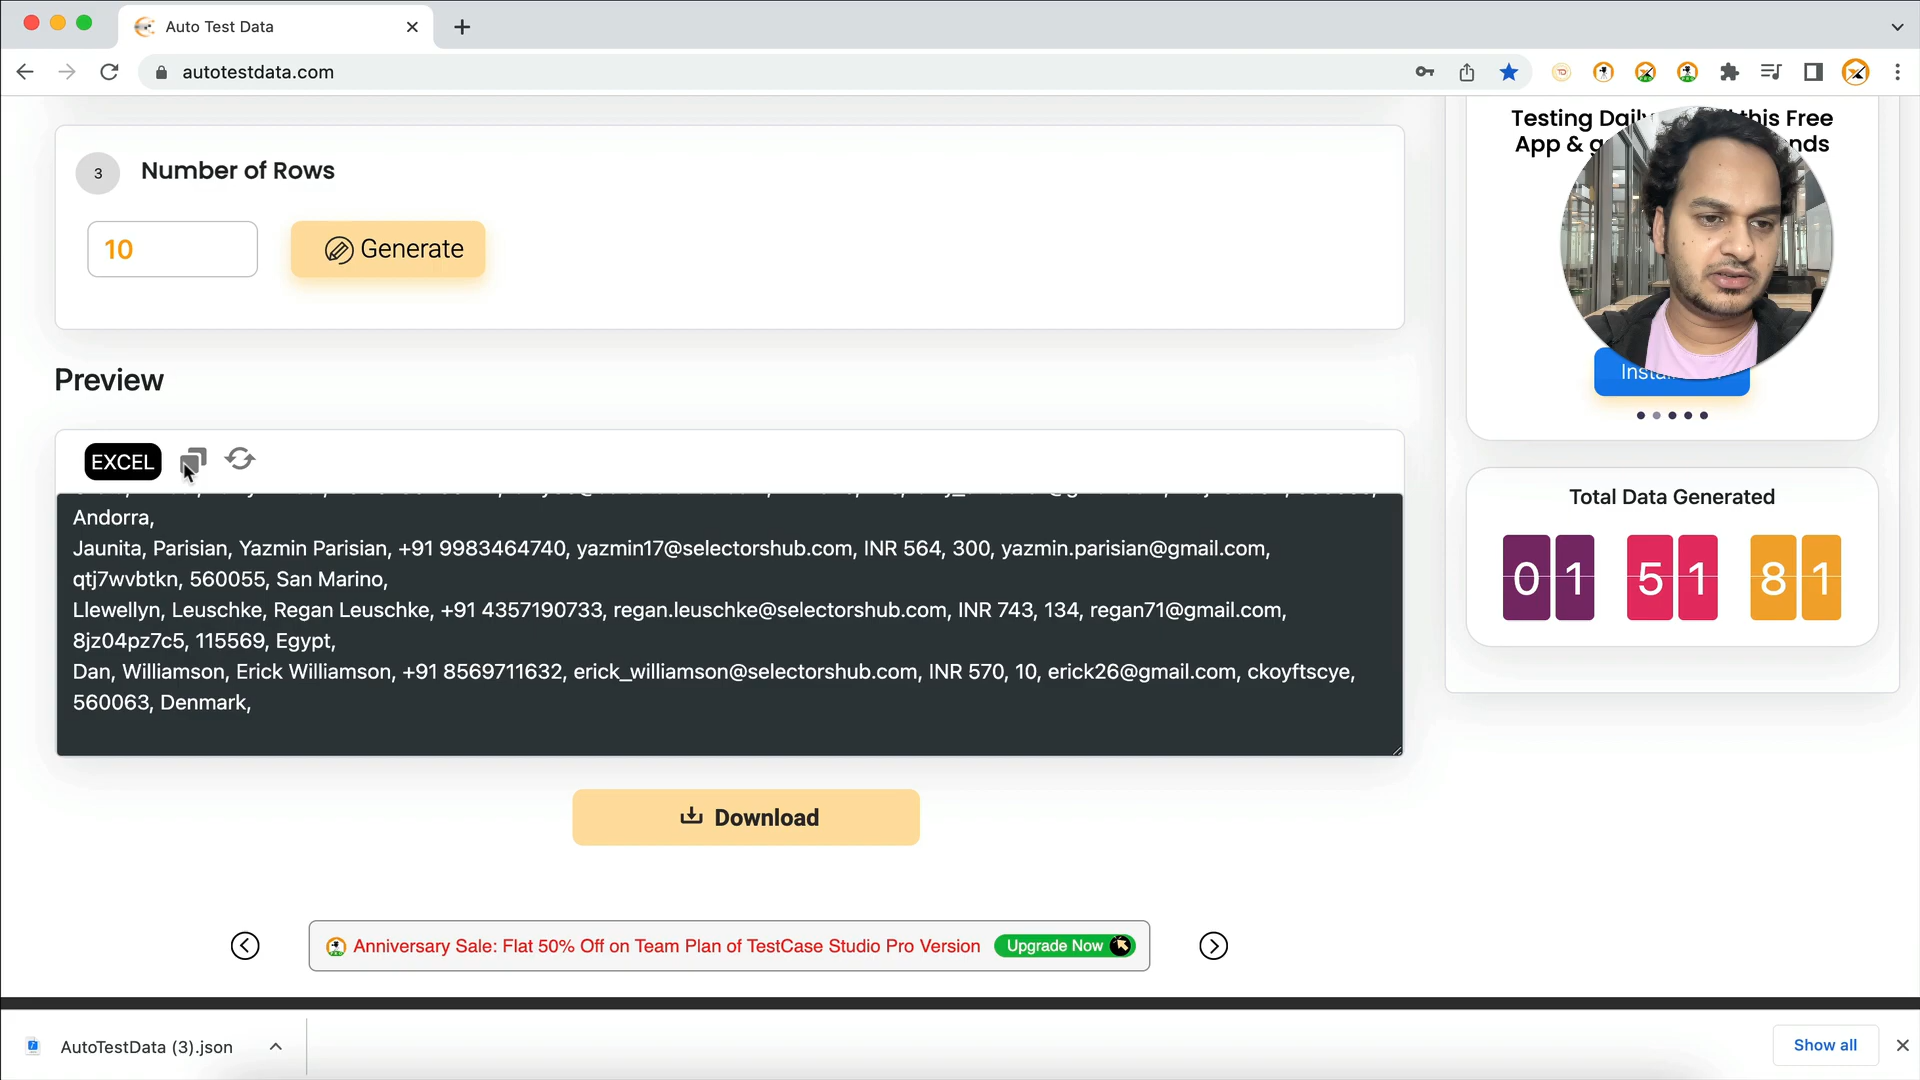 Auto Test Data
autotestdata.com
3 Number of Rows
10
Generate
Preview
EXCEL
Andorra,
Jaunita, Parisian, Yazmin Parisian, +91 9983464740, yazmin17@selectorshub.com, INR 564, 300, yazmin.parisian@gmail.com,
qtj7wvbtkn, 560055, San Marino,
Llewellyn, Leuschke, Regan Leuschke, +91 4357190733, regan.leuschke@selectorshub.com, INR 743, 134, regan71@gmail.com,
8jz04pz7c5, 115569, Egypt,
Dan, Williamson, Erick Williamson, +91 8569711632, erick_williamson@selectorshub.com, INR 570, 10, erick26@gmail.com, ckoyftscye,
560063, Denmark,
Download
Anniversary Sale: Flat 50% Off on Team Plan of TestCase Studio Pro Version Upgrade Now
Testing Daily this Free
App &
Total Data Generated
01 51 81
AutoTestData (3).json
Show all